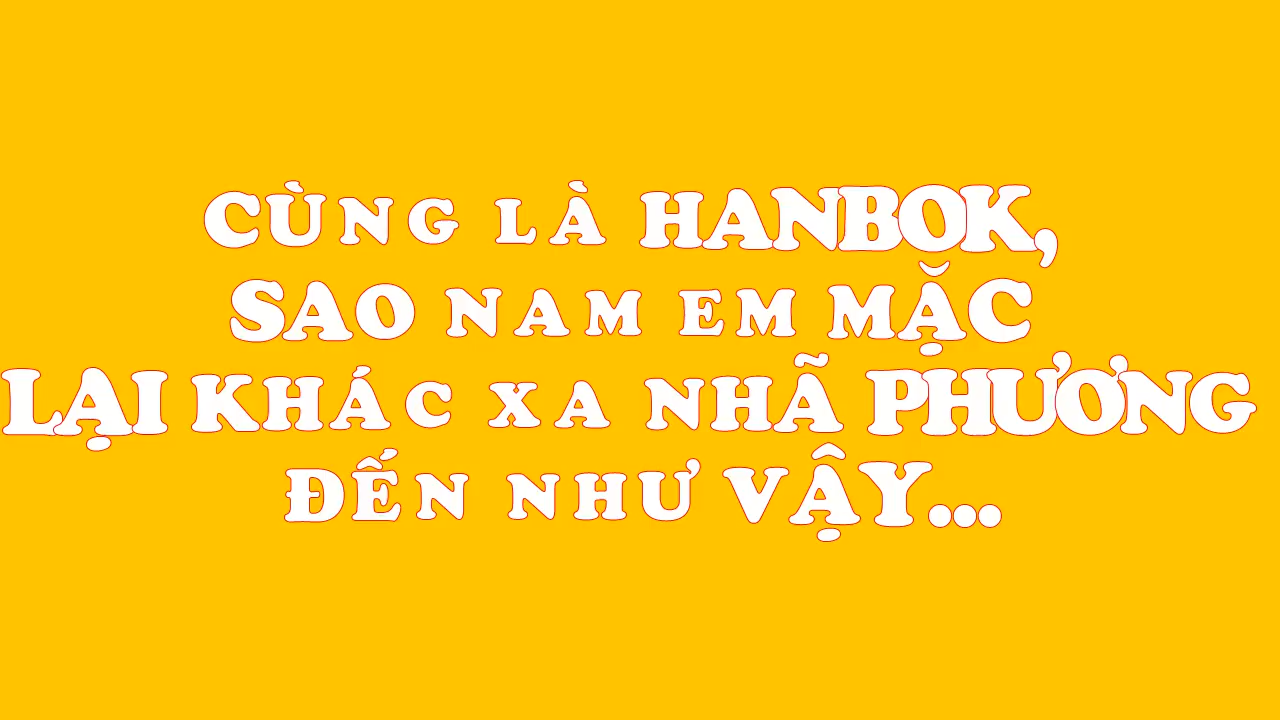 CÙNG LÀ HANBOK,
SAO NAM EM MẶC
LẠI KHÁC XA NHÃ PHƯƠNG
ĐẾN NHƯ VẬY...